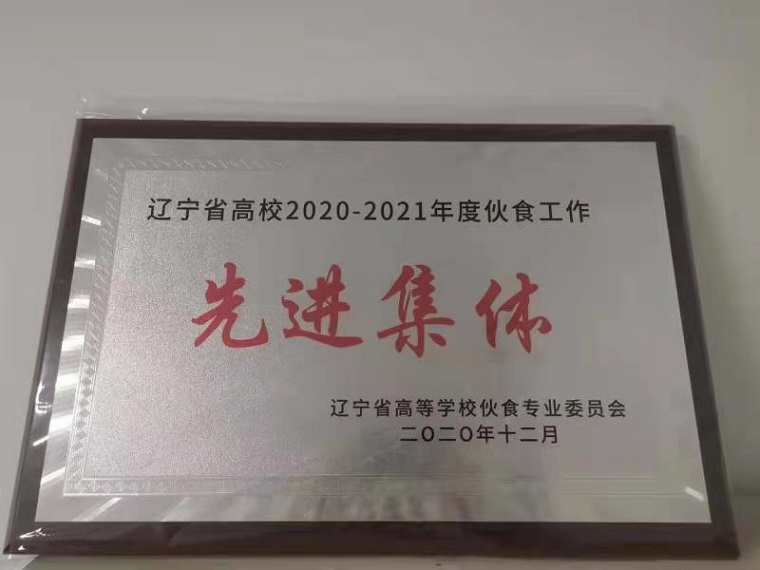 辽宁省高校2020-2021年度伙食工作
先进集体
辽宁省高等学校伙食专业委员会
二〇二〇年十二月